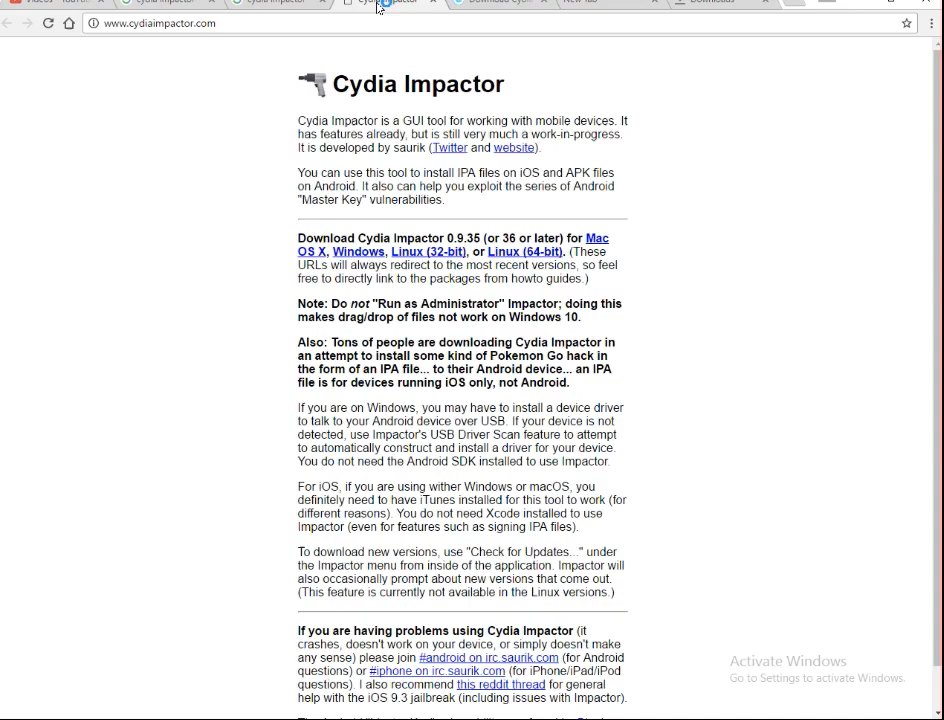 www.cydiaimpactor.com
Cydia Impactor
Cydia Impactor is a GUI tool for working with mobile devices. It
has features already, but is still very much a work-in-progress.
It is developed by saurik (Twitter and website).
You can use this tool to install IPA files on iOS and APK files
on Android. It also can help you exploit the series of Android
"Master Key" vulnerabilities.
Download Cydia Impactor 0.9.35 (or 36 or later) for Mac
OS X, Windows, Linux (32-bit), or Linux (64-bit). (These
URLs will always redirect to the most recent versions, so feel
free to directly link to the packages from howto guides.)
Note: Do not "Run as Administrator" Impactor; doing this
makes drag/drop of files not work on Windows 10.
Also: Tons of people are downloading Cydia Impactor in
an attempt to install some kind of Pokemon Go hack in
the form of an IPA file... to their Android device... an IPA
file is for devices running iOS only, not Android.
If you are on Windows, you may have to install a device driver
to talk to your Android device over USB. If your device is not
detected, use Impactor's USB Driver Scan feature to attempt
to automatically construct and install a driver for your device.
You do not need the Android SDK installed to use Impactor.
For iOS, if you are using wither Windows or macOS, you
definitely need to have iTunes installed for this tool to work (for
different reasons). You do not need Xcode installed to use
Impactor (even for features such as signing IPA files).
To download new versions, use "Check for Updates..." under
the Impactor menu from inside of the application. Impactor will
also occasionally prompt about new versions that come out.
(This feature is currently not available in the Linux versions.)
If you are having problems using Cydia Impactor (it
crashes, doesn't work on your device, or simply doesn't make
any sense) please join #android on irc.saurik.com (for Android
questions) or #iphone on irc.saurik.com (for iPhone/iPad/iPod
questions). I also recommend this reddit thread for general
help with the iOS 9.3 jailbreak (including issues with Impactor).
Activate Windows
Go to Settings to activate Windows.